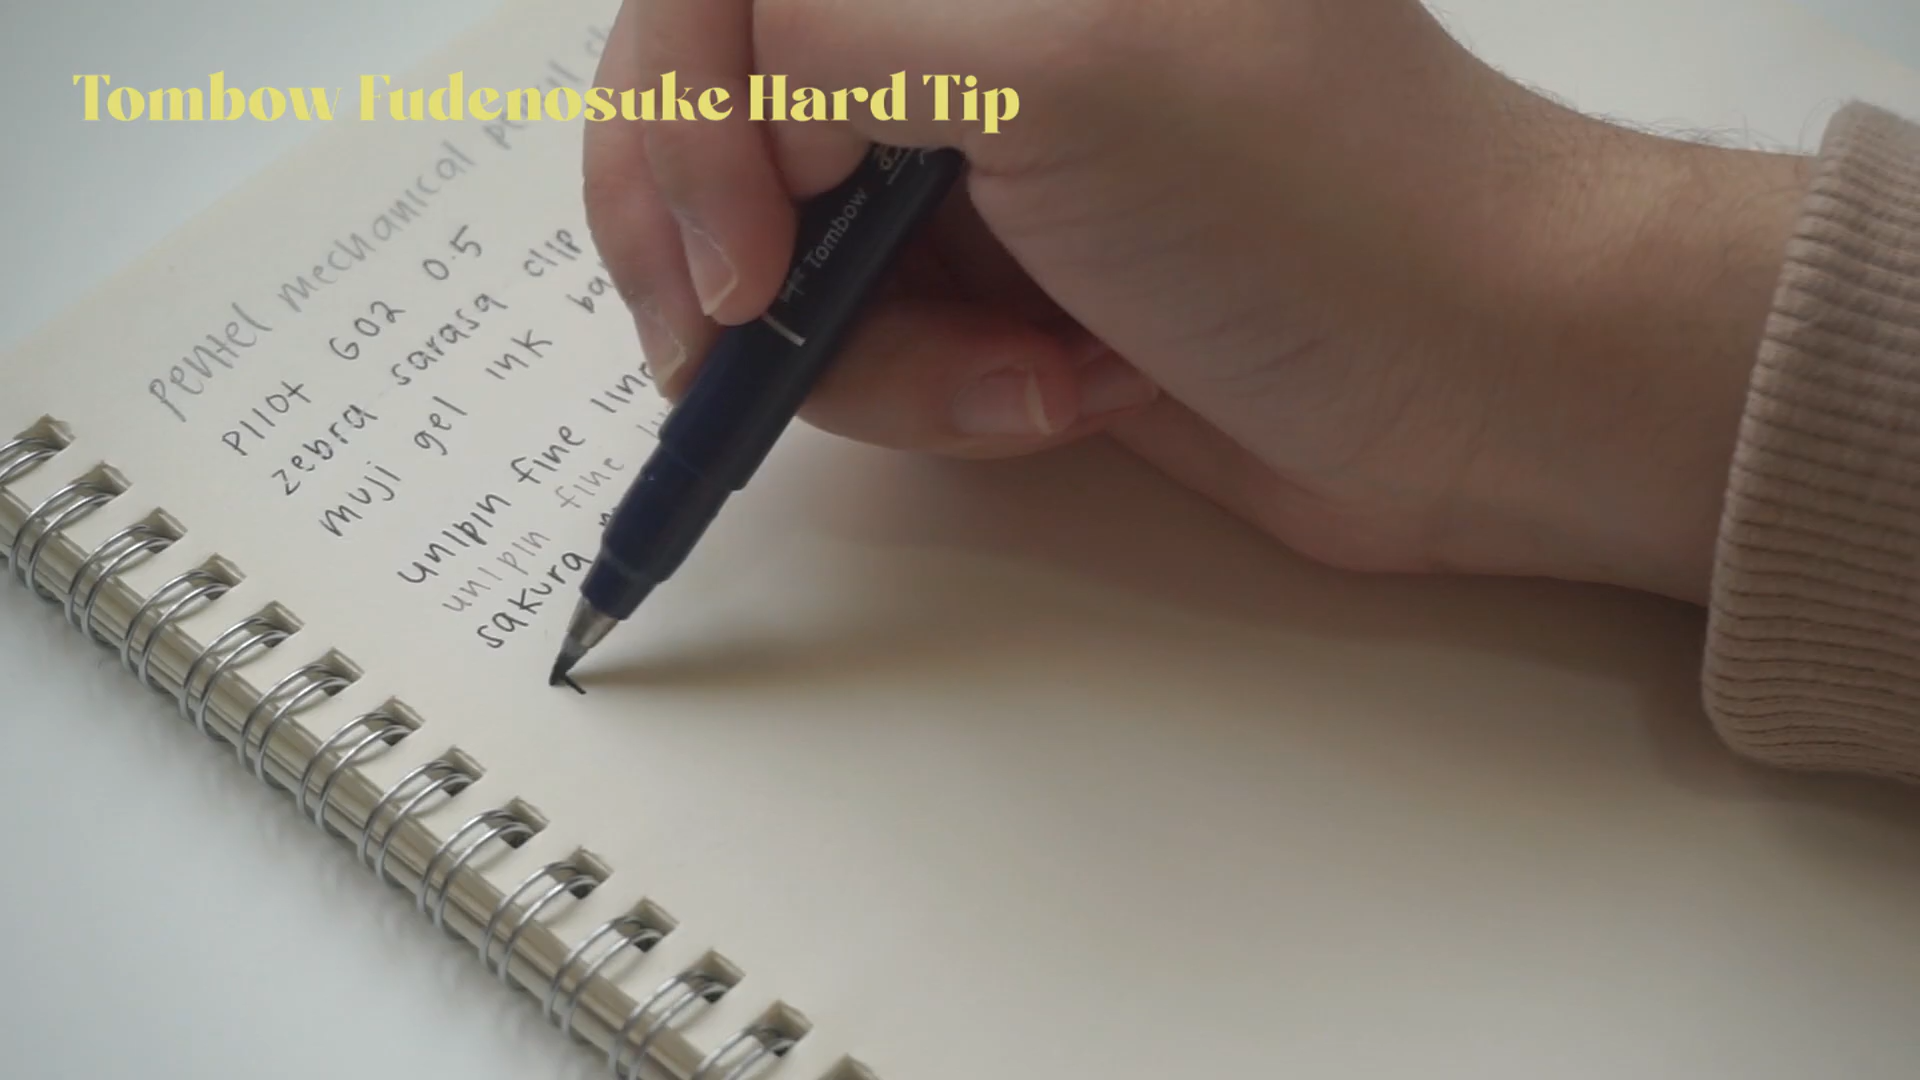 Tombow Fudenosuke Hard Tip
Pentel mechanical
Pilot G02 0.5
zebra sarasa clip
muji gel ink
unipin fine
unipin fine
sakura
Tombow